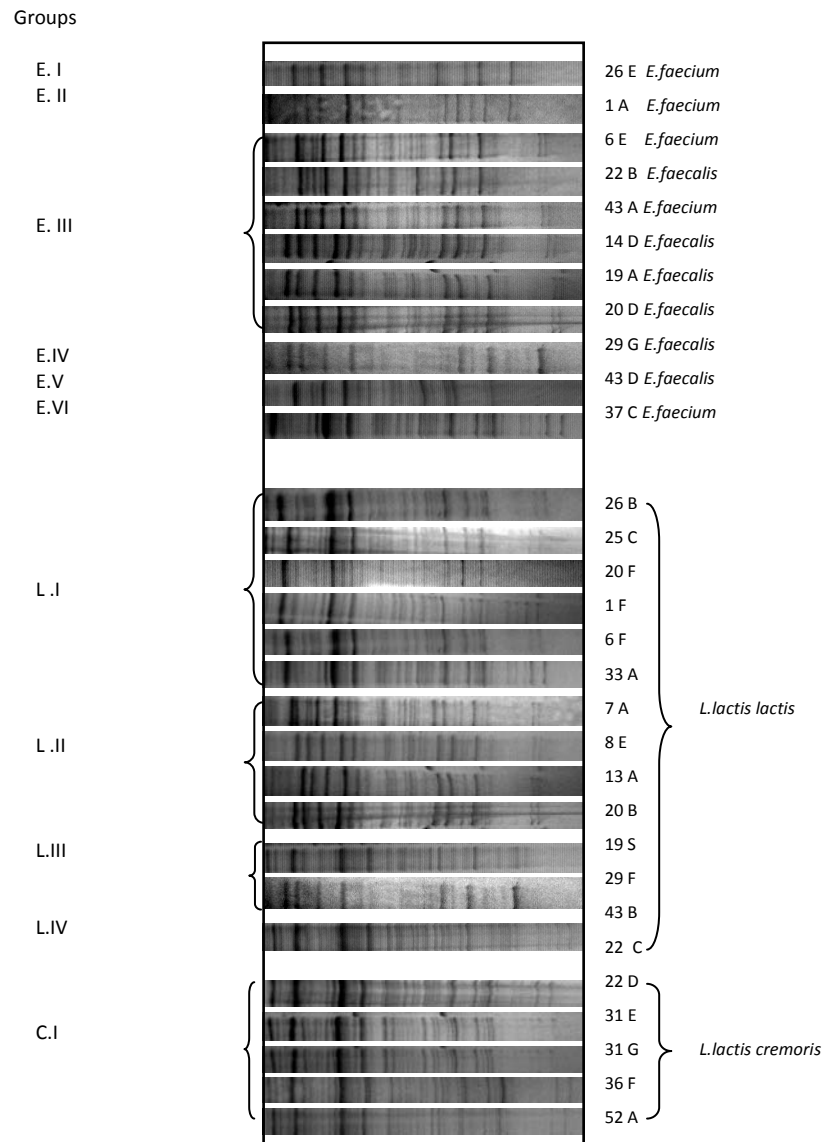 Groups
E. I
26 E E.faecium
E. II
1 A E.faecium
6 E E.faecium
22 B E.faecalis
E. III
43 A E.faecium
14 D E.faecalis
19 A E.faecalis
20 D E.faecalis
E.IV
29 G E.faecalis
E.V
43 D E.faecalis
E.VI
37 C E.faecium
26 B
25 C
20 F
L .I
1 F
6 F
33 A
7 A
L.lactis lactis
L .II
8 E
13 A
20 B
L.III
19 S
29 F
43 B
L.IV
22 C
22 D
31 E
C.I
31 G
L.lactis cremoris
36 F
52 A